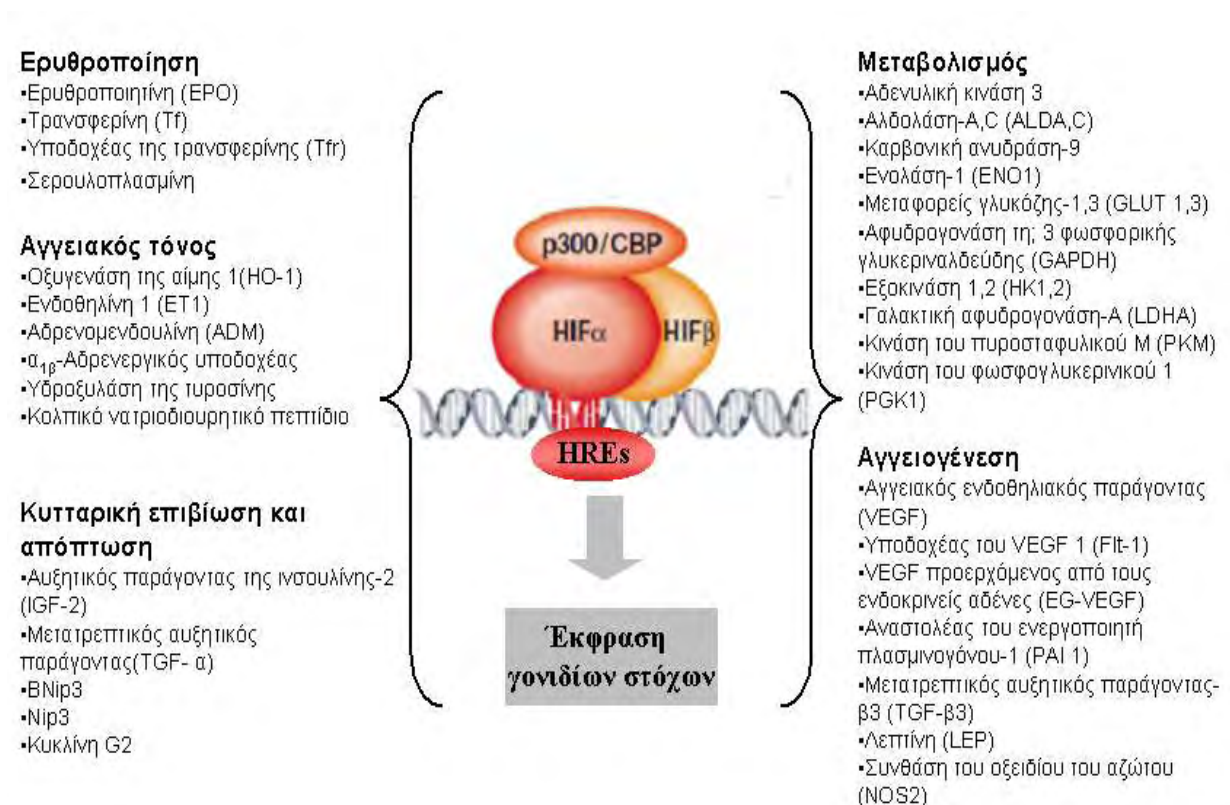 Ερυθροποίηση
▪Ερυθροποιητίνη (EPO)
▪Τρανσφερίνη (Tf)
▪Υποδοχέας της τρανσφερίνης (Tfr)
▪Σερουλοπλασμίνη
Αγγειακός τόνος
▪Οξυγενάση της αίμης 1(HO-1)
▪Ενδοθηλίνη 1 (ET1)
▪Αδρενομενδουλίνη (ADM)
▪α1β-Αδρενεργικός υποδοχέας
▪Υδροξυλάση της τυροσίνης
▪Κολπικό νατριοδιουρητικό πεπτίδιο
Κυτταρική επιβίωση και
απόπτωση
▪Αυξητικός παράγοντας της ινσουλίνης-2
(IGF-2)
▪Μετατρεπτικός αυξητικός
παράγοντας(TGF- α)
▪BNip3
▪Nip3
▪Κυκλίνη G2
p300/CBP
HIFα
HIFβ
HREs
Έκφραση
γονιδίων στόχων
Μεταβολισμός
▪Αδενυλική κινάση 3
▪Αλδολάση-A,C (ALDA,C)
▪Καρβονική ανυδράση-9
▪Ενολάση-1 (ENO1)
▪Μεταφορείς γλυκόζης-1,3 (GLUT 1,3)
▪Αφυδρογονάση τη; 3 φωσφορικής
γλυκεριναλδεύδης (GAPDH)
▪Εξοκινάση 1,2 (HK1,2)
▪Γαλακτική αφυδρογονάση-A (LDHA)
▪Κινάση του πυροσταφυλικού M (PKM)
▪Κινάση του φωσφογλυκερινικού 1
(PGK1)
Αγγειογένεση
▪Αγγειακός ενδοθηλιακός παράγοντας
(VEGF)
▪Υποδοχέας του VEGF 1 (Flt-1)
▪VEGF προερχόμενος από τους
ενδοκρινείς αδένες (EG-VEGF)
▪Αναστολέας του ενεργοποιητή
πλασμινογόνου-1 (PAI 1)
▪Μετατρεπτικός αυξητικός παράγοντας-
β3 (TGF-β3)
▪Λεπτίνη (LEP)
▪Συνθάση του οξειδίου του αζώτου
(NOS2)